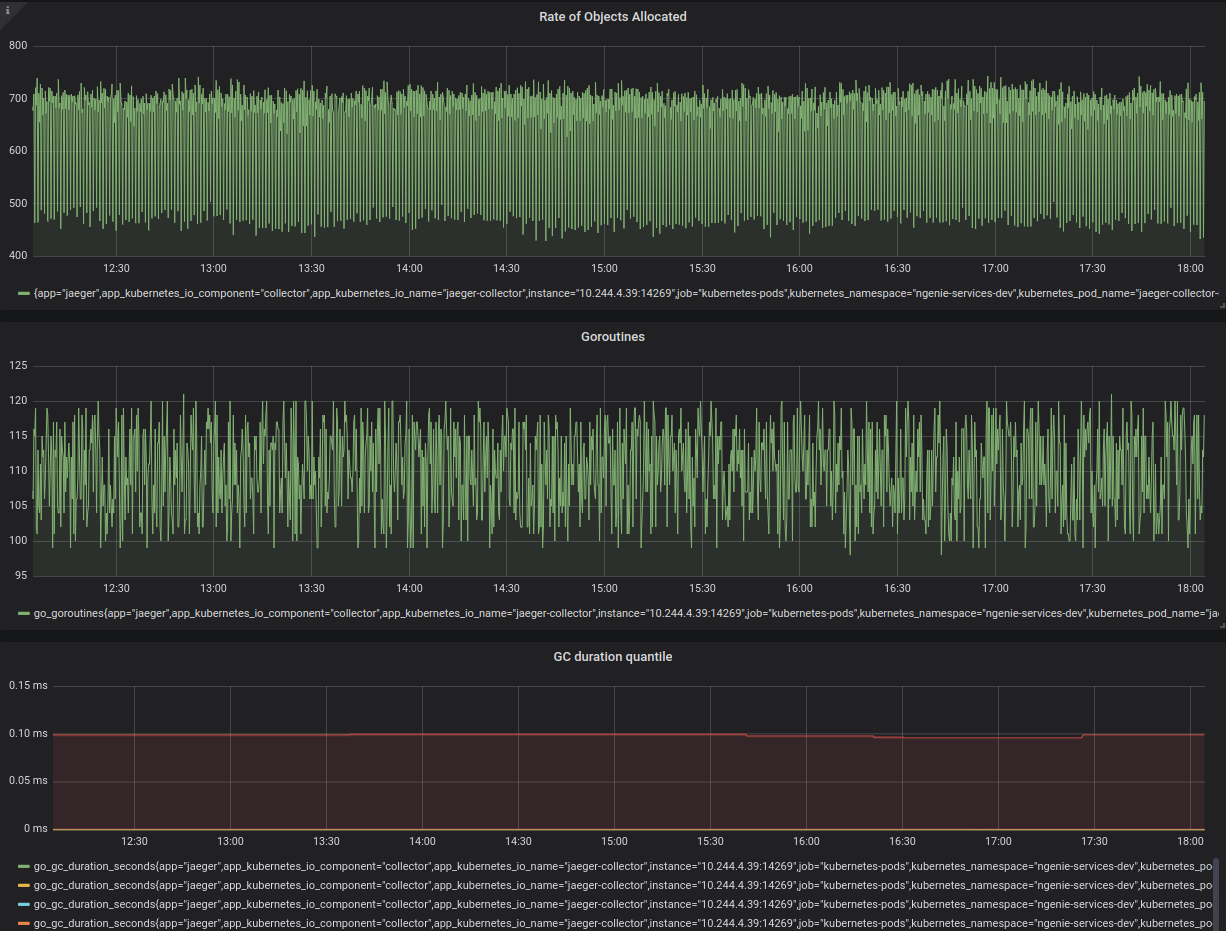 i
Rate of Objects Allocated
800
700
600
500
400
12:30 13:00 13:30 14:00 14:30 15:00 15:30 16:00 16:30 17:00 17:30 18:00
{app="jaeger",app_kubernetes_io_component="collector",app_kubernetes_io_name="jaeger-collector",instance="10.244.4.39:14269",job="kubernetes-pods",kubernetes_namespace="ngenie-services-dev",kubernetes_pod_name="jaeger-collector-
Goroutines
125
120
115
110
105
100
95
12:30 13:00 13:30 14:00 14:30 15:00 15:30 16:00 16:30 17:00 17:30 18:00
go_goroutines{app="jaeger",app_kubernetes_io_component="collector",app_kubernetes_io_name="jaeger-collector",instance="10.244.4.39:14269",job="kubernetes-pods",kubernetes_namespace="ngenie-services-dev",kubernetes_pod_name="ja
GC duration quantile
0.15 ms
0.10 ms
0.05 ms
0 ms
12:30 13:00 13:30 14:00 14:30 15:00 15:30 16:00 16:30 17:00 17:30 18:00
go_gc_duration_seconds{app="jaeger",app_kubernetes_io_component="collector",app_kubernetes_io_name="jaeger-collector",instance="10.244.4.39:14269",job="kubernetes-pods",kubernetes_namespace="ngenie-services-dev",kubernetes_po
go_gc_duration_seconds{app="jaeger",app_kubernetes_io_component="collector",app_kubernetes_io_name="jaeger-collector",instance="10.244.4.39:14269",job="kubernetes-pods",kubernetes_namespace="ngenie-services-dev",kubernetes_po
go_gc_duration_seconds{app="jaeger",app_kubernetes_io_component="collector",app_kubernetes_io_name="jaeger-collector",instance="10.244.4.39:14269",job="kubernetes-pods",kubernetes_namespace="ngenie-services-dev",kubernetes_po
go_gc_duration_seconds{app="jaeger",app_kubernetes_io_component="collector",app_kubernetes_io_name="jaeger-collector",instance="10.244.4.39:14269",job="kubernetes-pods",kubernetes_namespace="ngenie-services-dev",kubernetes_po